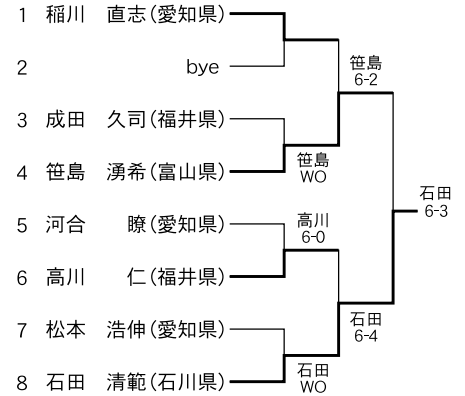 1 稲川 直志(愛知県)
2 bye
3 成田 久司(福井県)
4 笹島 湧希(富山県)
5 河合 瞭(愛知県)
6 高川 仁(福井県)
7 松本 浩伸(愛知県)
8 石田 清範(石川県)
笹島
WO
高川
6-0
石田
WO
笹島
6-2
石田
6-4
石田
6-3